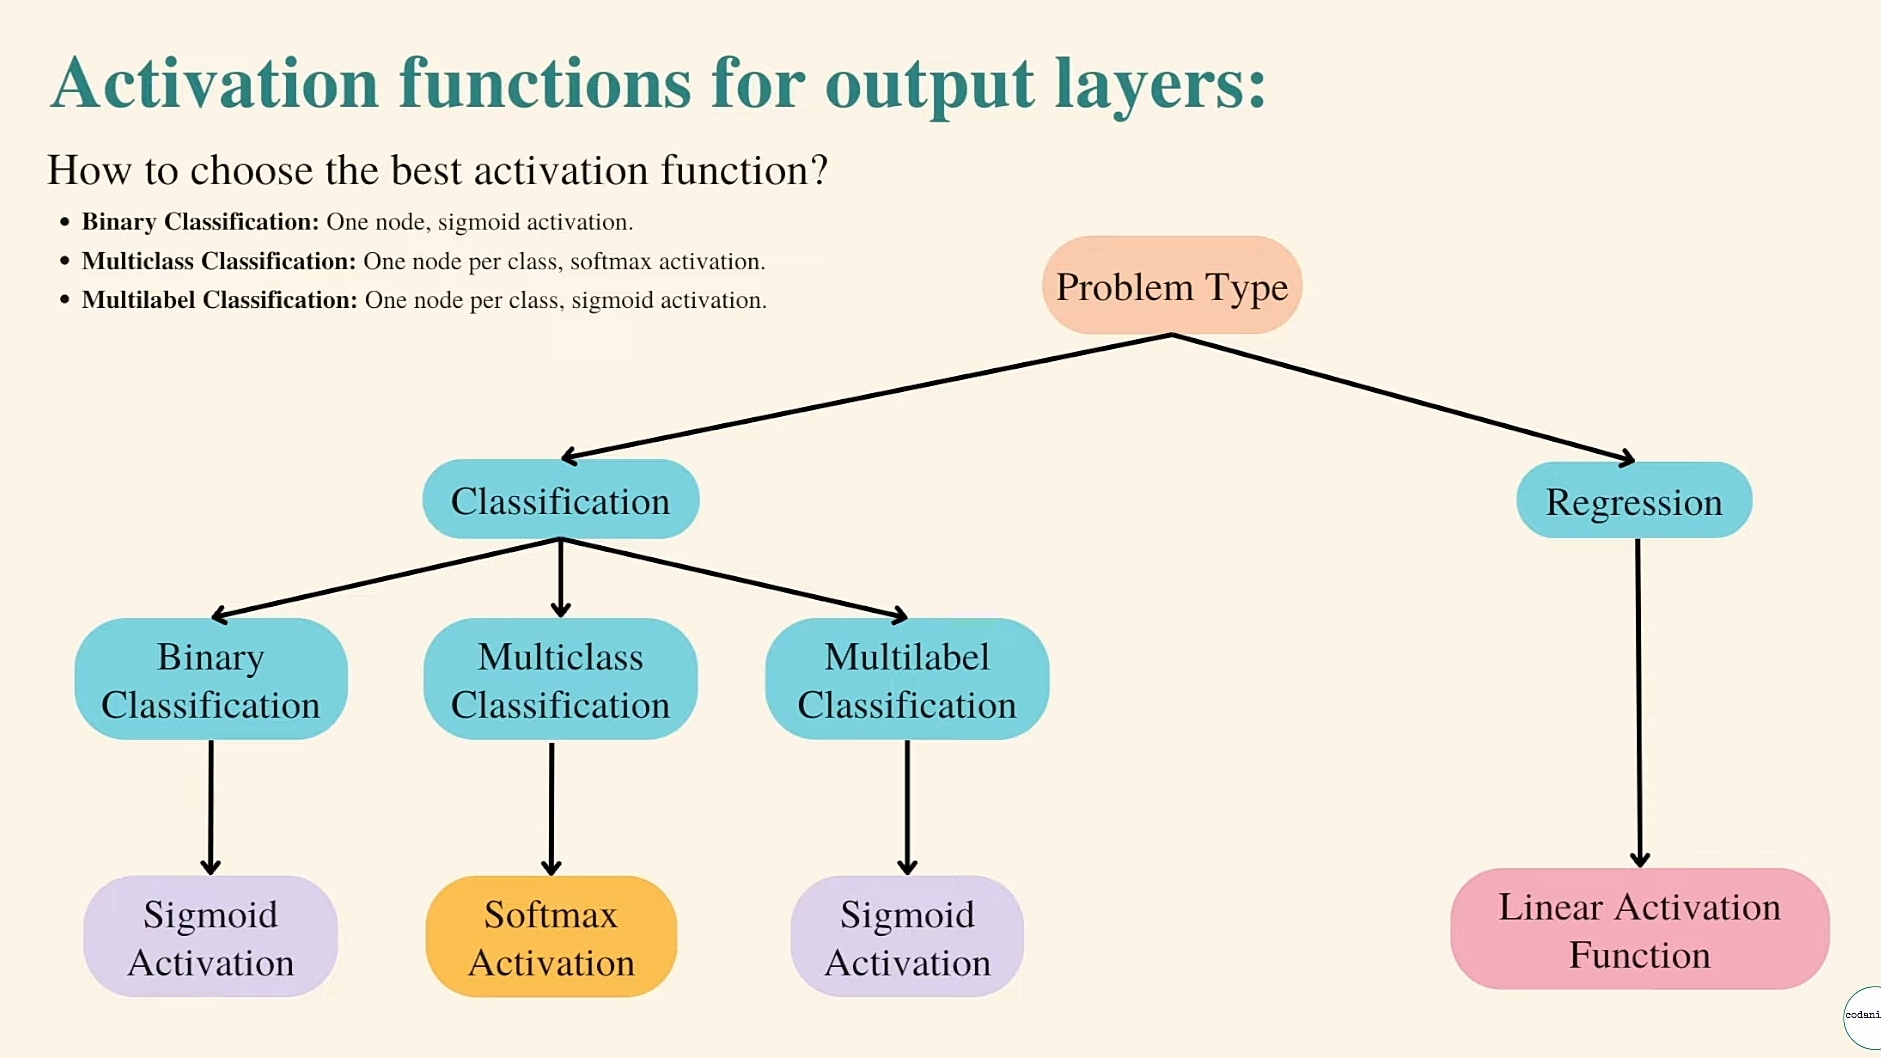 Activation functions for output layers:
How to choose the best activation function?
• Binary Classification: One node, sigmoid activation.
• Multiclass Classification: One node per class, softmax activation.
• Multilabel Classification: One node per class, sigmoid activation.
Problem Type
Classification
Regression
Binary
Classification
Multiclass
Classification
Multilabel
Classification
Sigmoid
Activation
Softmax
Activation
Sigmoid
Activation
Linear Activation
Function
codani